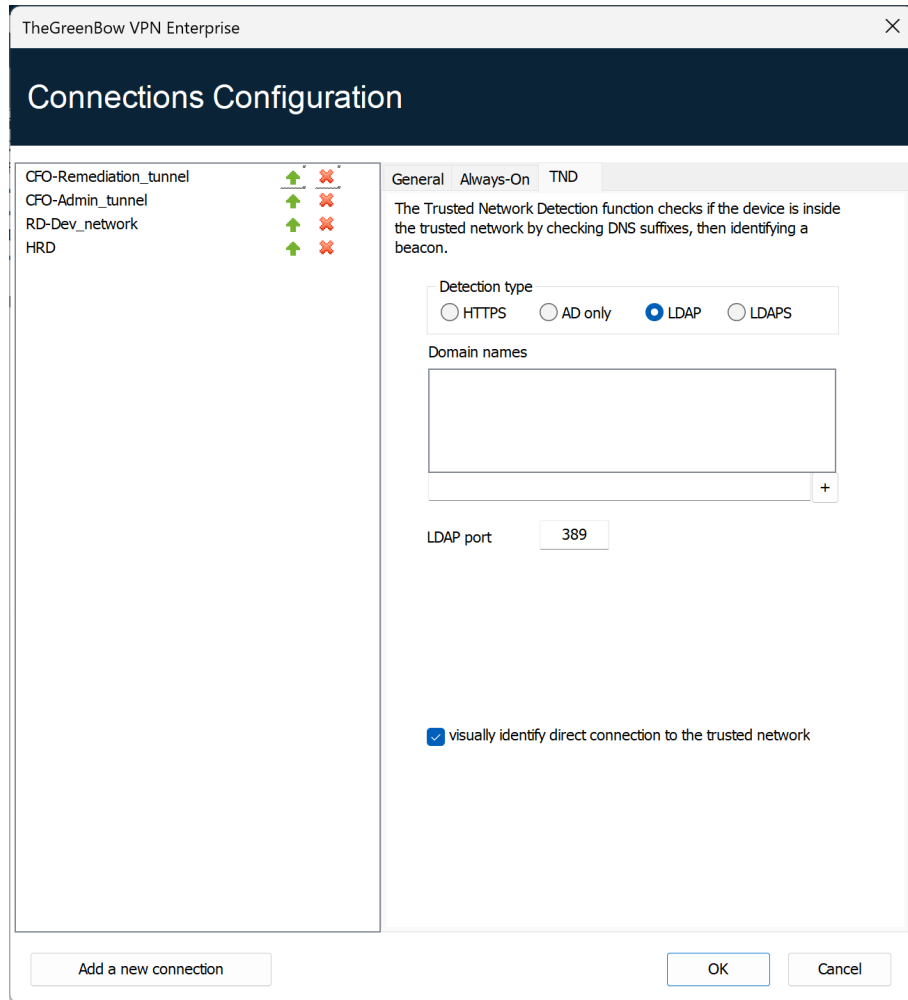 TheGreenBow VPN Enterprise
Connections Configuration
CFO-Remediation_tunnel
CFO-Admin_tunnel
RD-Dev_network
HRD
General Always-On TND
The Trusted Network Detection function checks if the device is inside
the trusted network by checking DNS suffixes, then identifying a
beacon.
Detection type
HTTPS AD only LDAP LDAPS
Domain names
+
LDAP port 389
visually identify direct connection to the trusted network
Add a new connection OK Cancel